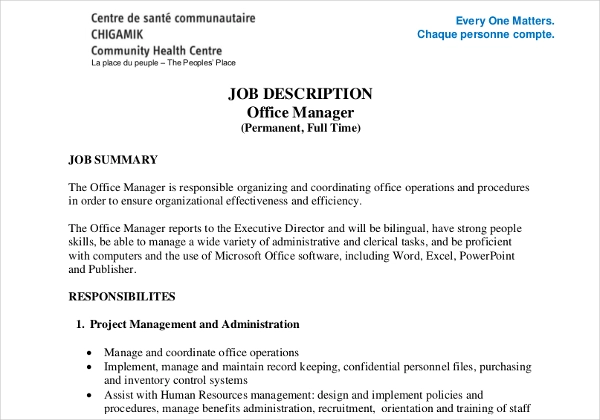 Centre de santé communautaire
CHIGAMIK
Community Health Centre
La place du peuple – The Peoples' Place
Every One Matters.
Chaque personne compte.
JOB DESCRIPTION
Office Manager
(Permanent, Full Time)
JOB SUMMARY
The Office Manager is responsible organizing and coordinating office operations and procedures
in order to ensure organizational effectiveness and efficiency.
The Office Manager reports to the Executive Director and will be bilingual, have strong people
skills, be able to manage a wide variety of administrative and clerical tasks, and be proficient
with computers and the use of Microsoft Office software, including Word, Excel, PowerPoint
and Publisher.
RESPONSIBILITES
1. Project Management and Administration
• Manage and coordinate office operations
• Implement, manage and maintain record keeping, confidential personnel files, purchasing
and inventory control systems
• Assist with Human Resources management: design and implement policies and
procedures, manage benefits administration, recruitment, orientation and training of staff